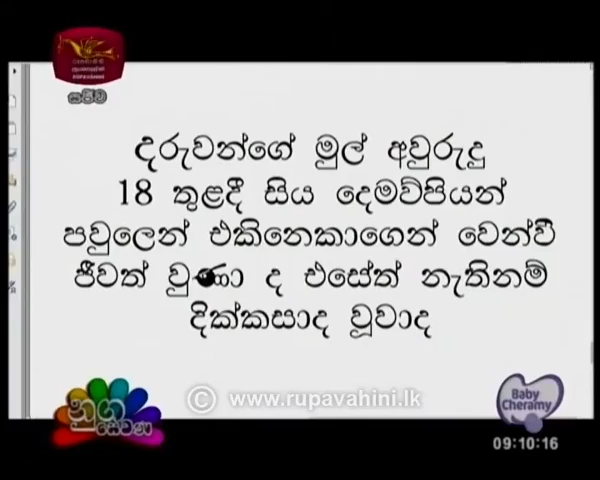 සජීව
දරුවන්ගේ මුල් අවුරුදු
18 තුළදී සිය දෙමව්පියන්
පවුලෙන් එකිනෙකාගෙන් වෙන්වී
ජීවත් වුණා ද එසේත් නැතිනම්
දික්කසාද වූවාද
© www.rupavahini.lk
නුග
සෙවණ
Baby
Cheramy
09:10:16